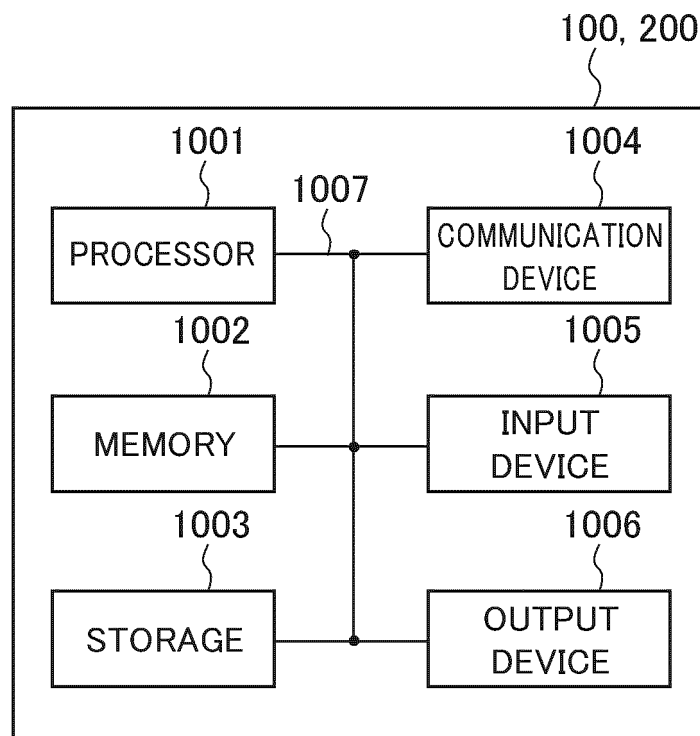 100, 200
1001
1004
1007
PROCESSOR
COMMUNICATION
DEVICE
1002
1005
MEMORY
INPUT
DEVICE
1003
1006
STORAGE
OUTPUT
DEVICE